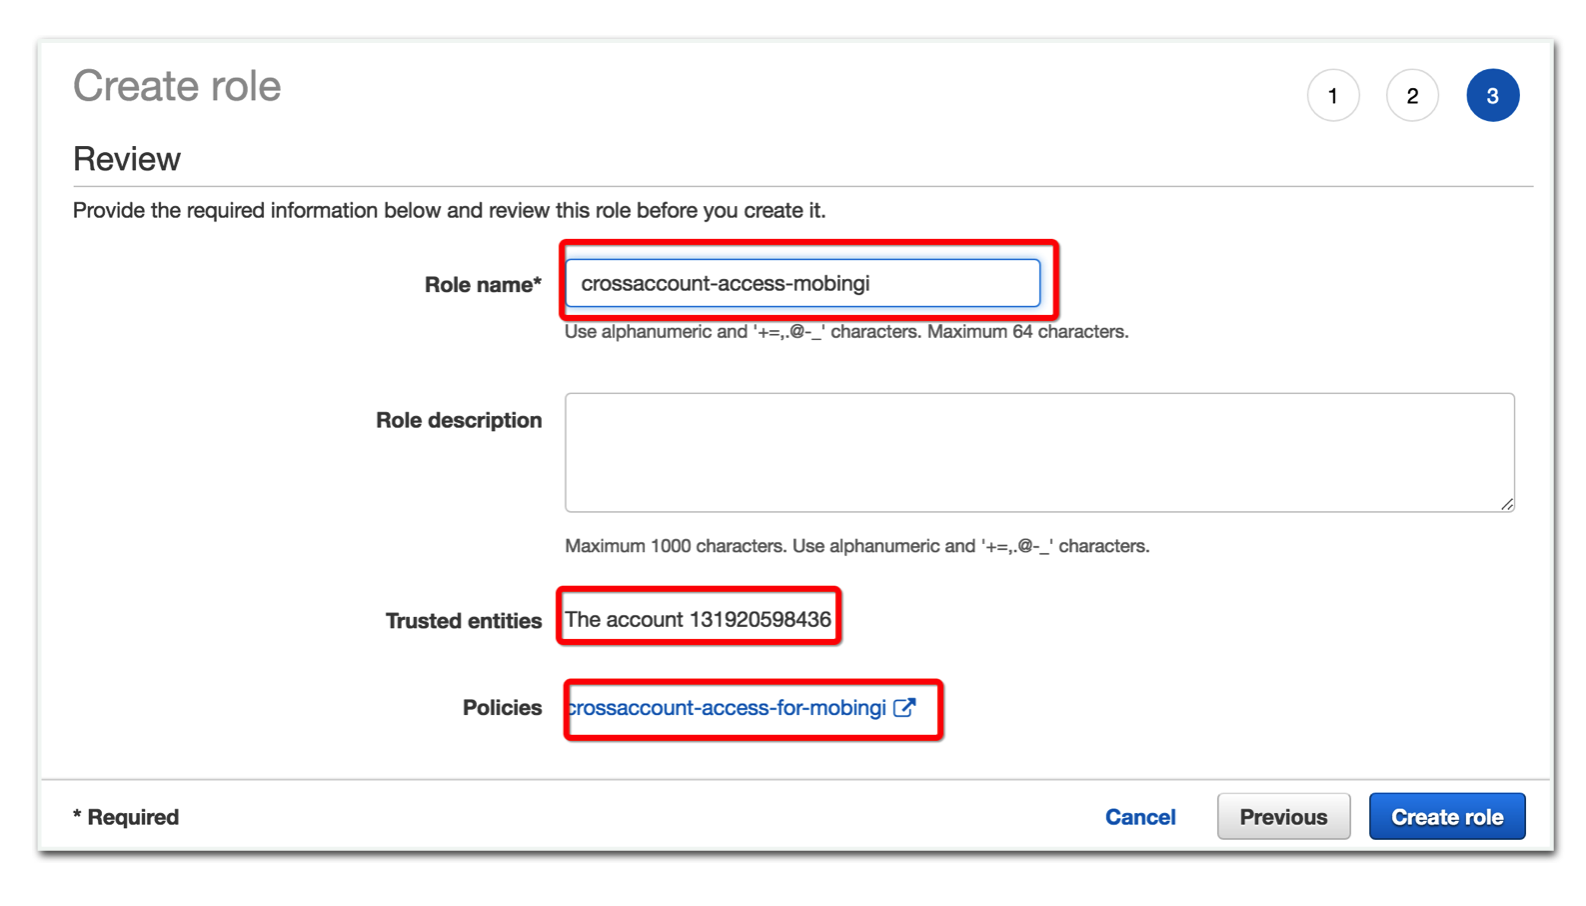 Create role
1 2 3
Review
Provide the required information below and review this role before you create it.
Role name* crossaccount-access-mobingi
Use alphanumeric and '+=,.@-_' characters. Maximum 64 characters.
Role description
Maximum 1000 characters. Use alphanumeric and '+=,.@-_' characters.
Trusted entities The account 131920598436
Policies crossaccount-access-for-mobingi
* Required Cancel Previous Create role